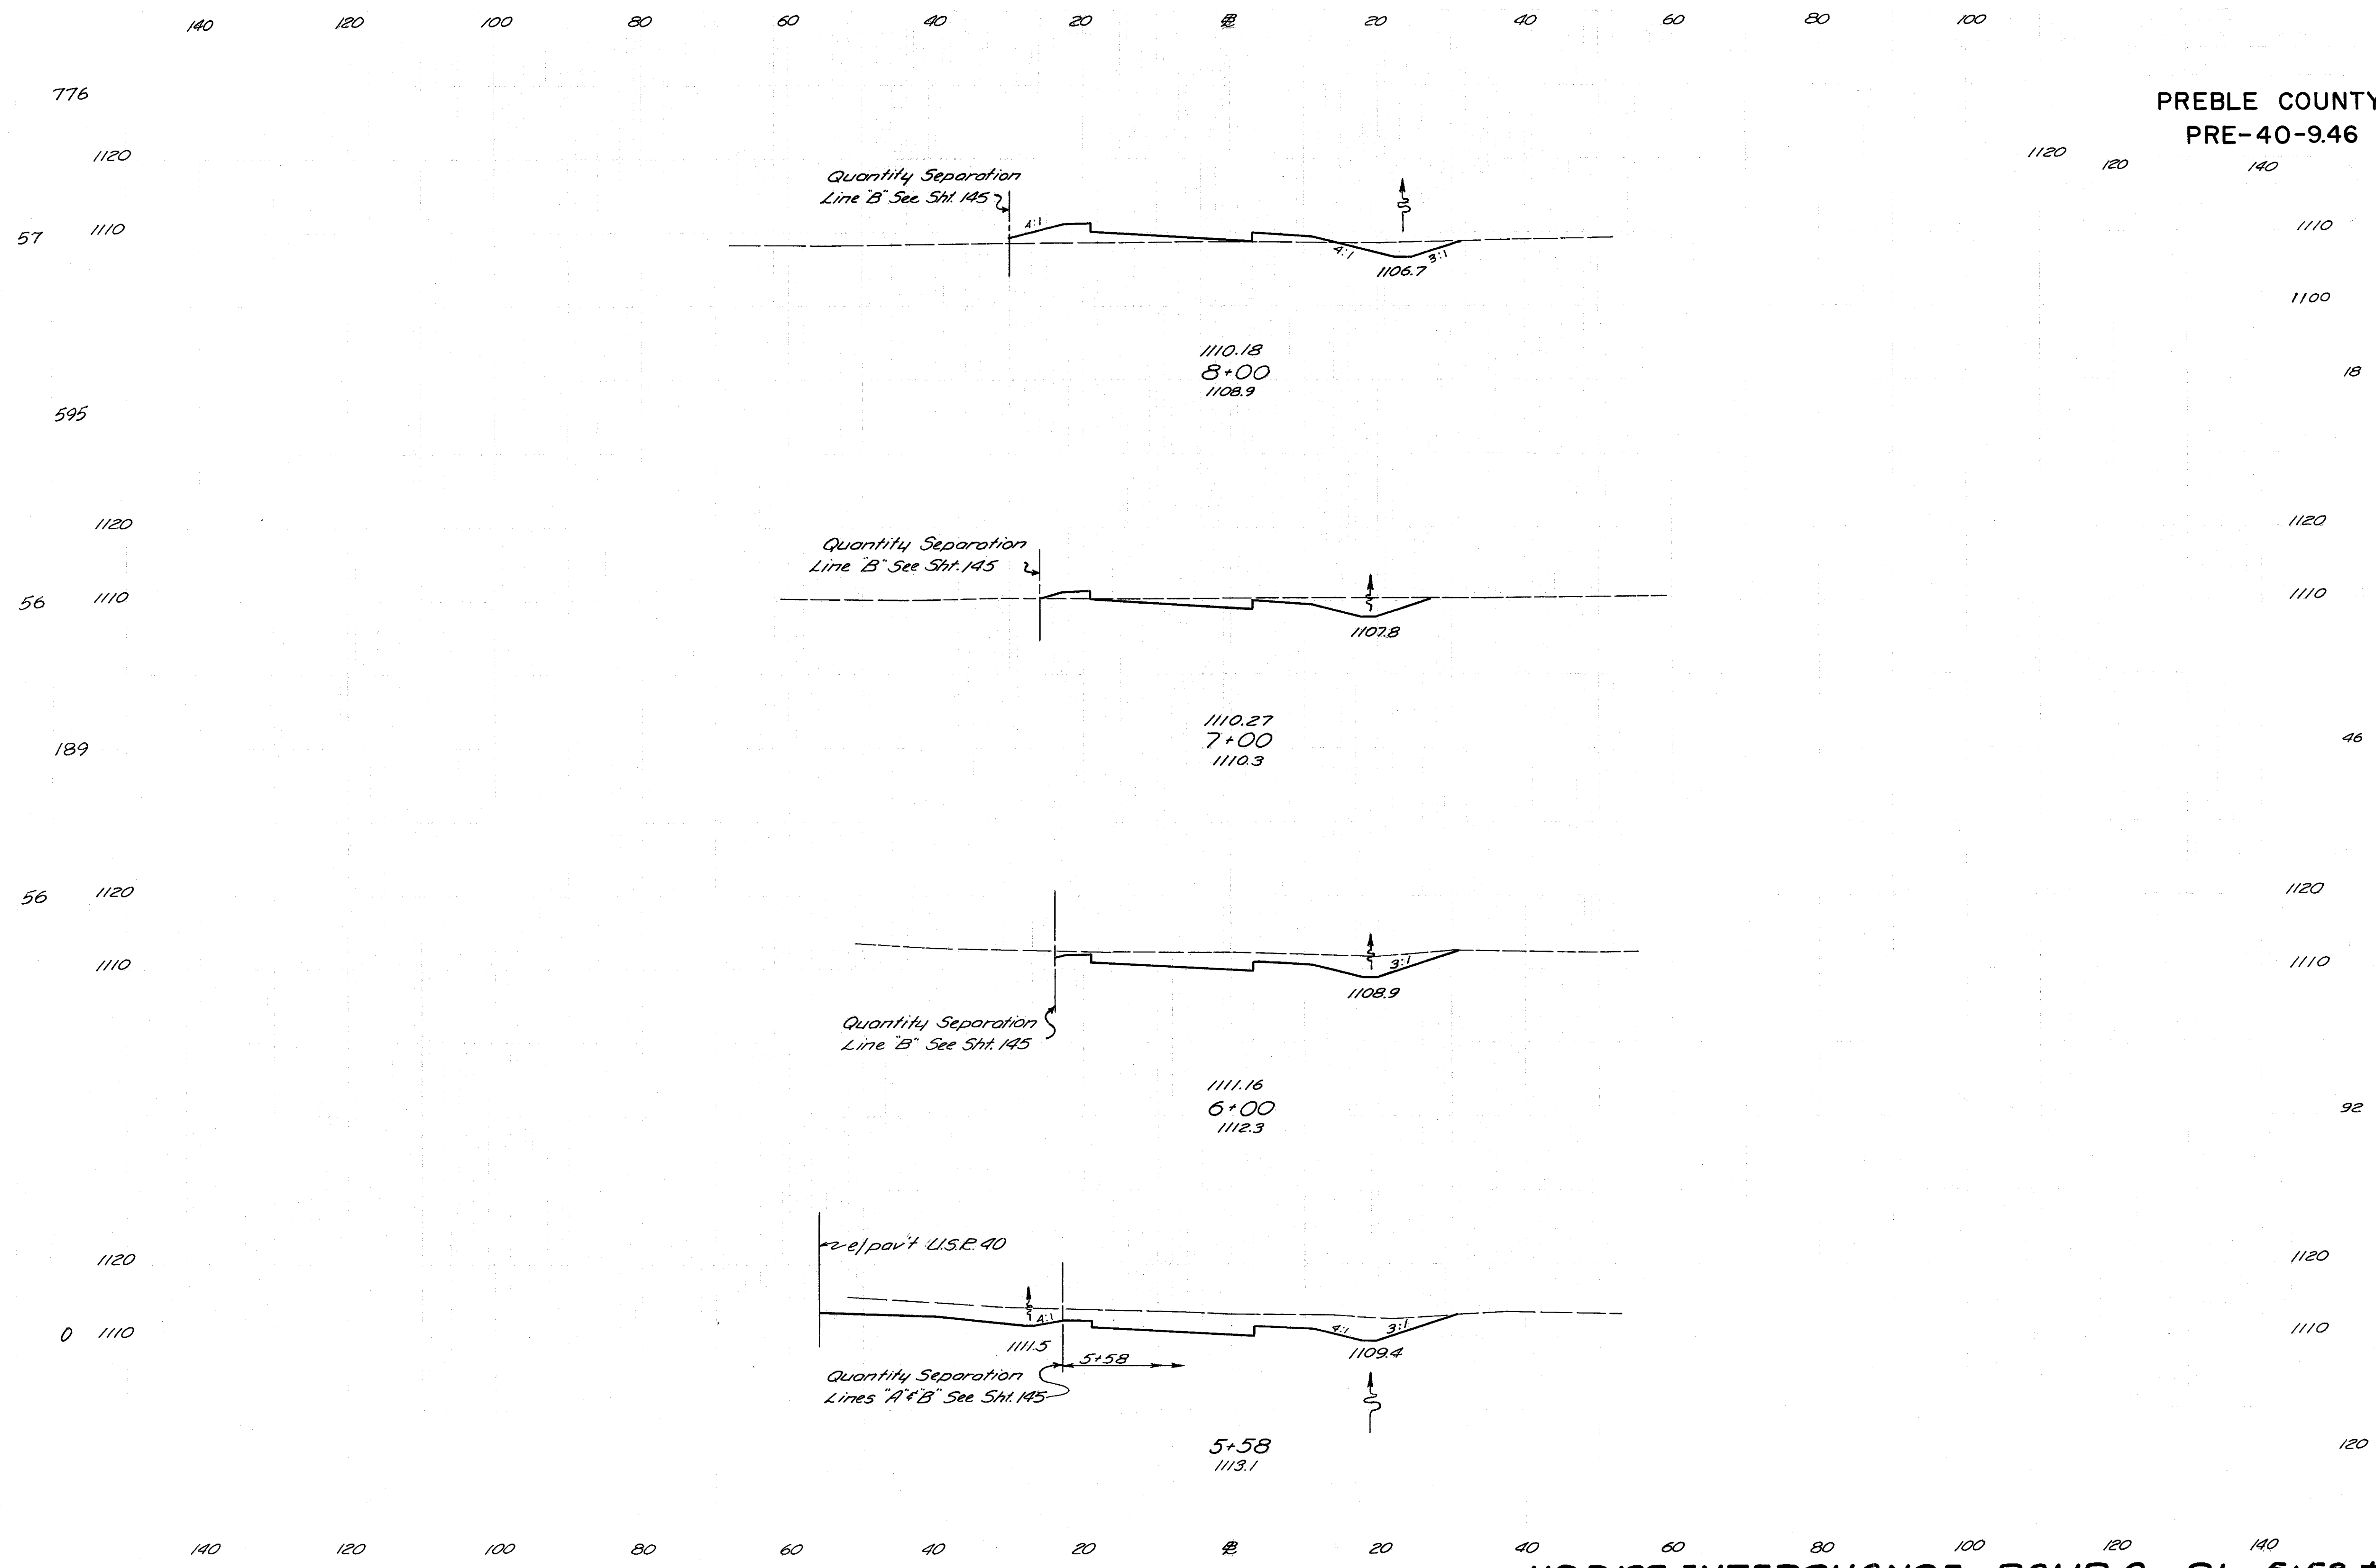 140 120 100 80 60 40 20 ℄ 20 40 60 80 100
776
PREBLE COUNTY
PRE-40-9.46
1120
1120 120 140
Quantity Separation
Line "B" See Sht. 145
4:1
57 1110
1110
4:1 3:1
1106.7
1100
1110.18
8+00
1108.9
18
595
1120
1120
Quantity Separation
Line "B" See Sht. 145
56 1110
1110
1107.8
1110.27
7+00
1110.3
189
46
56 1120
1120
1110
3:1
1110
1108.9
Quantity Separation
Line "B" See Sht. 145
1111.16
6+00
1112.3
92
e/pav't U.S.R. 40
1120
1120
4:1 4:1 3:1
0 1110
1110
1111.5
5+58
1109.4
Quantity Separation
Lines "A" & "B" See Sht. 145
5+58
1113.1
120
140 120 100 80 60 40 20 ℄ 20 40 60 80 100 120 140
INTERCHANGE